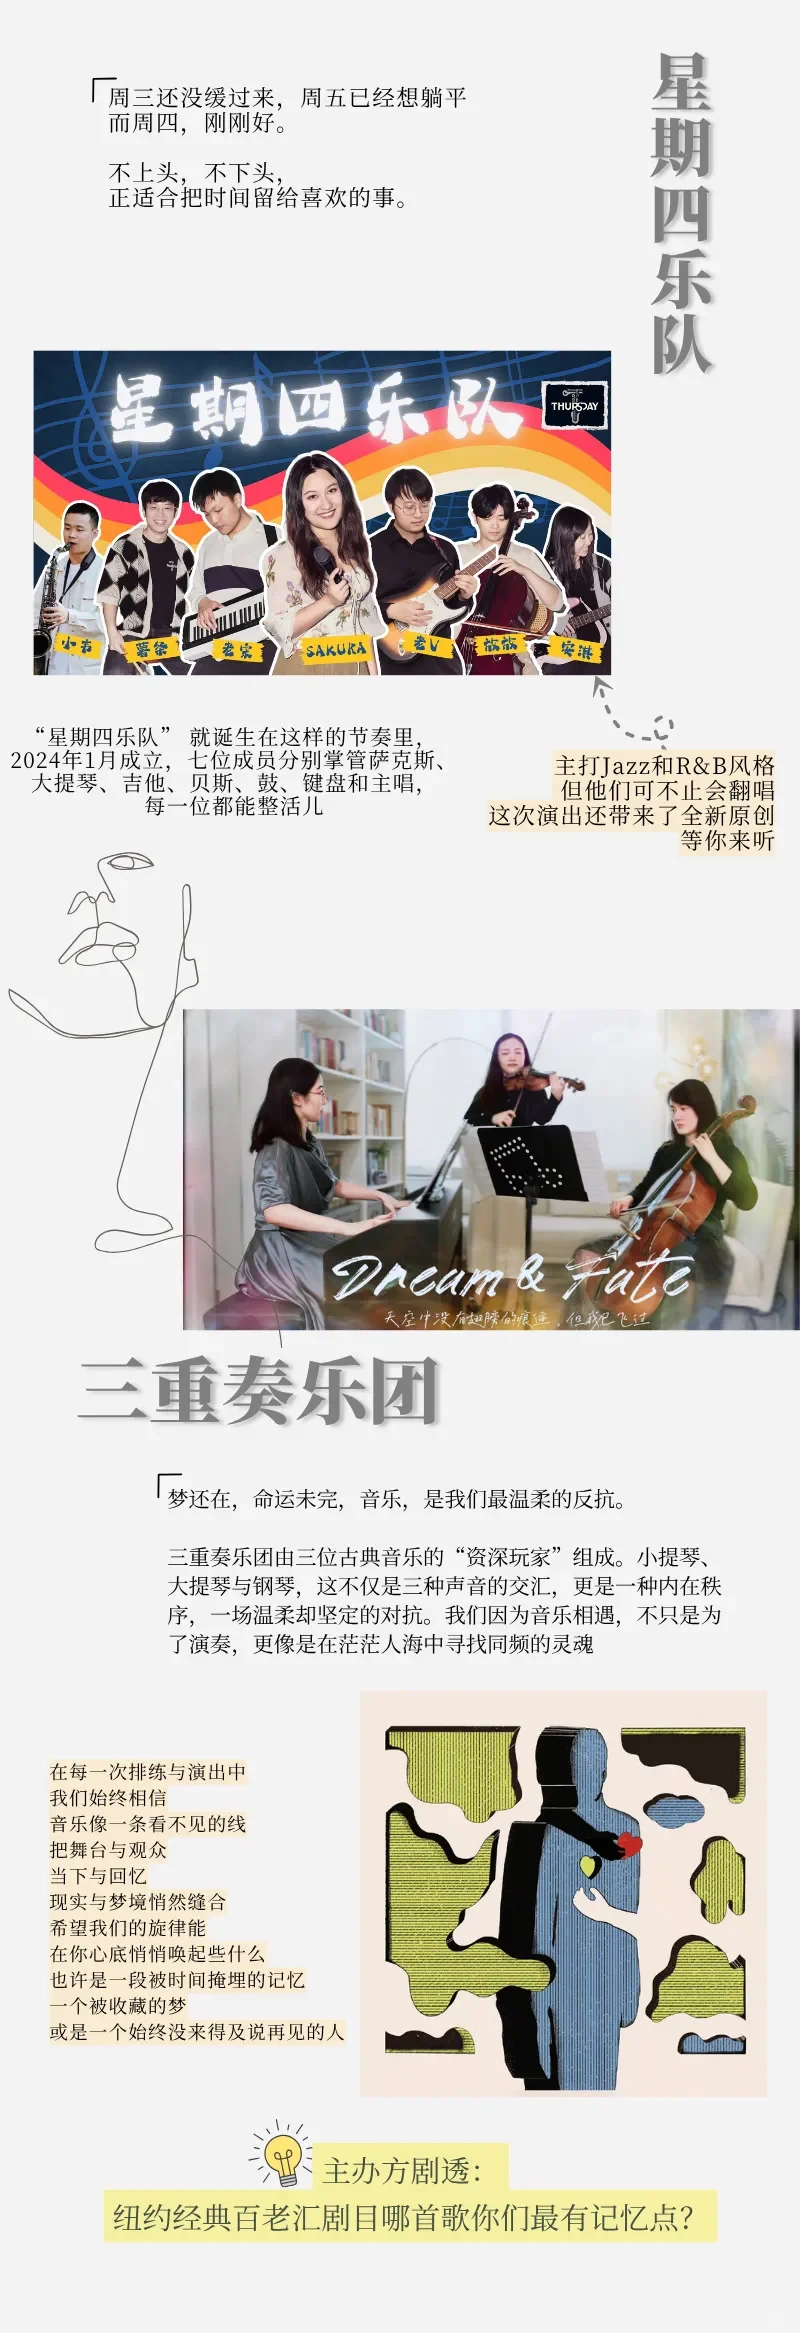 星期四乐队
周三还没缓过来，周五已经想躺平
而周四，刚刚好。
不上头，不下头，
正适合把时间留给喜欢的事。
星期四乐队
THURSDAY
小韦
薯条
老宋
SAKURA
老V
放放
安淇
“星期四乐队” 就诞生在这样的节奏里，
2024年1月成立，七位成员分别掌管萨克斯、
大提琴、吉他、贝斯、鼓、键盘和主唱，
每一位都能整活儿
主打Jazz和R&B风格
但他们可不止会翻唱
这次演出还带来了全新原创
等你来听
Dream & Fate
天空中没有翅膀的痕迹，但我已飞过
三重奏乐团
梦还在，命运未完，音乐，是我们最温柔的反抗。
三重奏乐团由三位古典音乐的“资深玩家”组成。小提琴、
大提琴与钢琴，这不仅是三种声音的交汇，更是一种内在秩
序，一场温柔却坚定的对抗。我们因为音乐相遇，不只是为
了演奏，更像是在茫茫人海中寻找同频的灵魂
在每一次排练与演出中
我们始终相信
音乐像一条看不见的线
把舞台与观众
当下与回忆
现实与梦境悄然缝合
希望我们的旋律能
在你心底悄悄唤起些什么
也许是一段被时间掩埋的记忆
一个被收藏的梦
或是一个始终没来得及说再见的人
主办方剧透：
纽约经典百老汇剧目哪首歌你们最有记忆点？